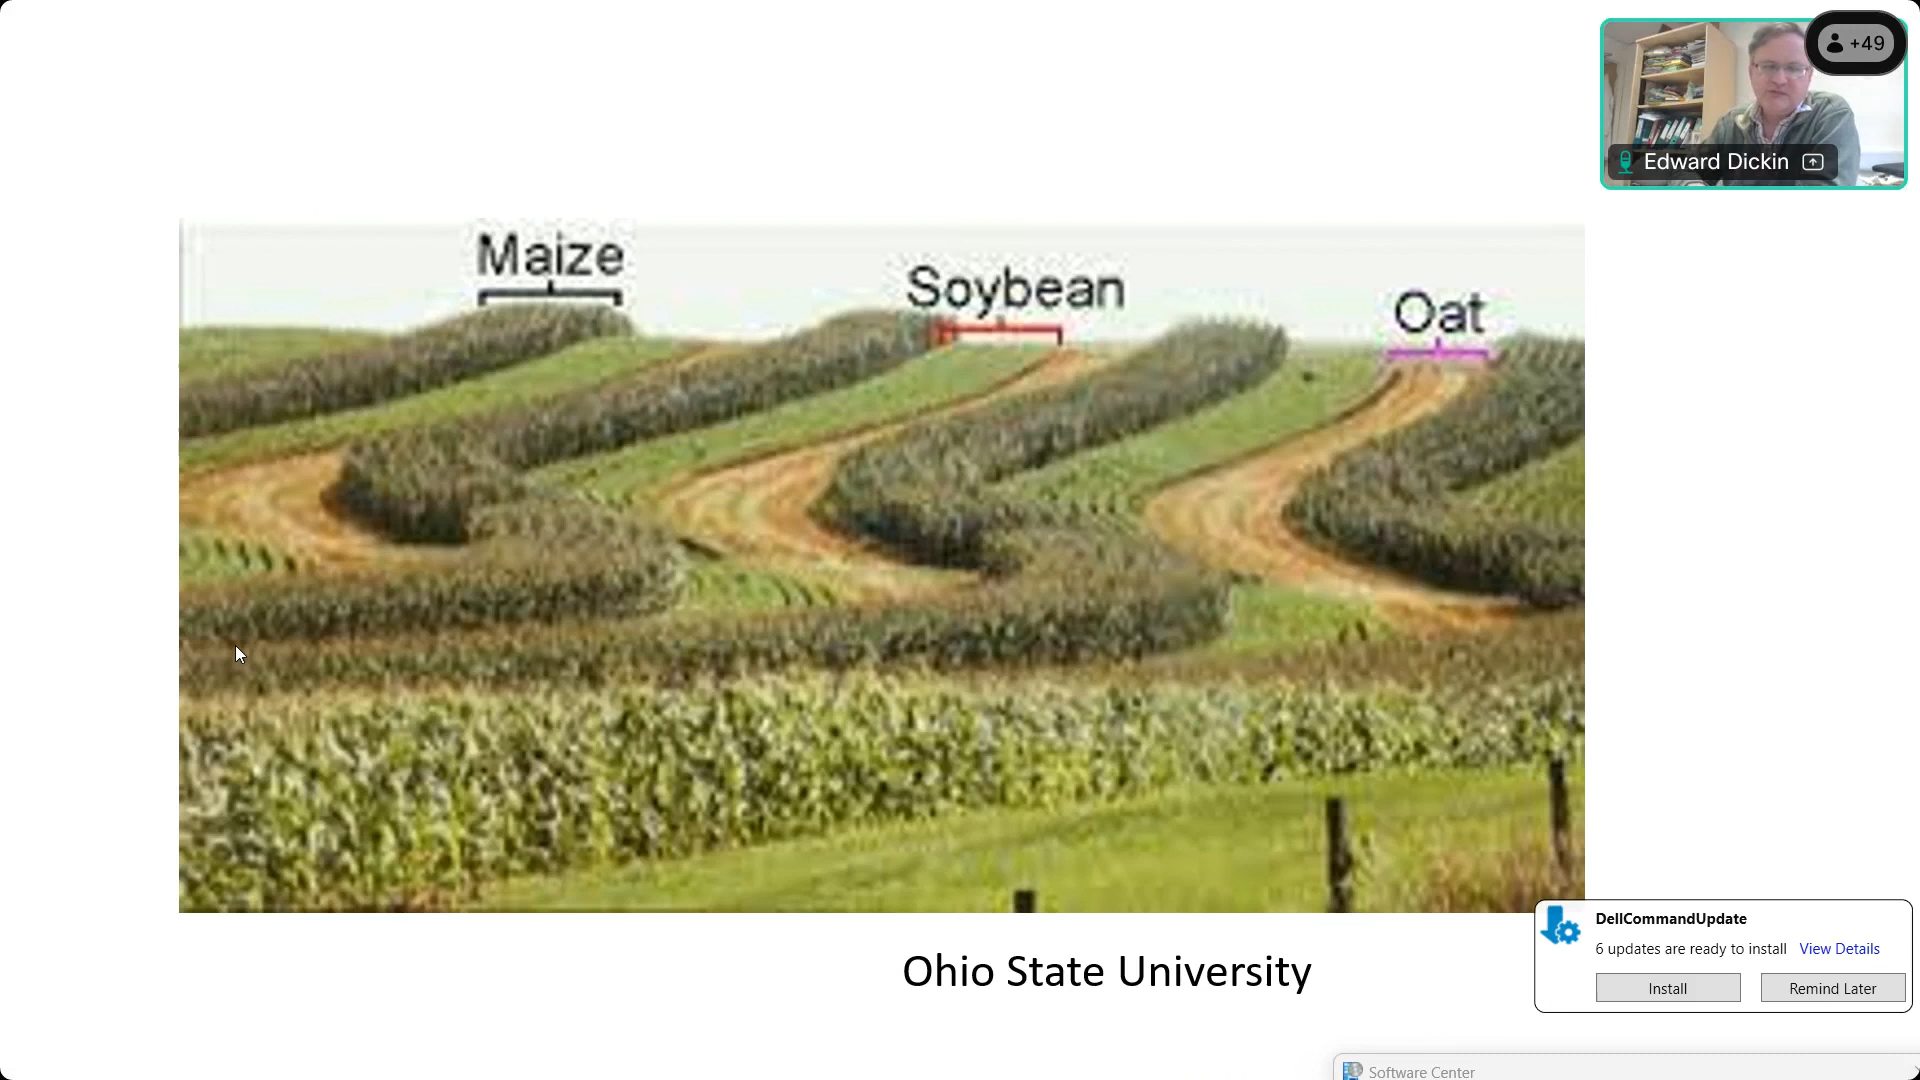 +49
Edward Dickin
Maize
Soybean
Oat
Ohio State University
DellCommandUpdate
6 updates are ready to install View Details
Install Remind Later
Software Center